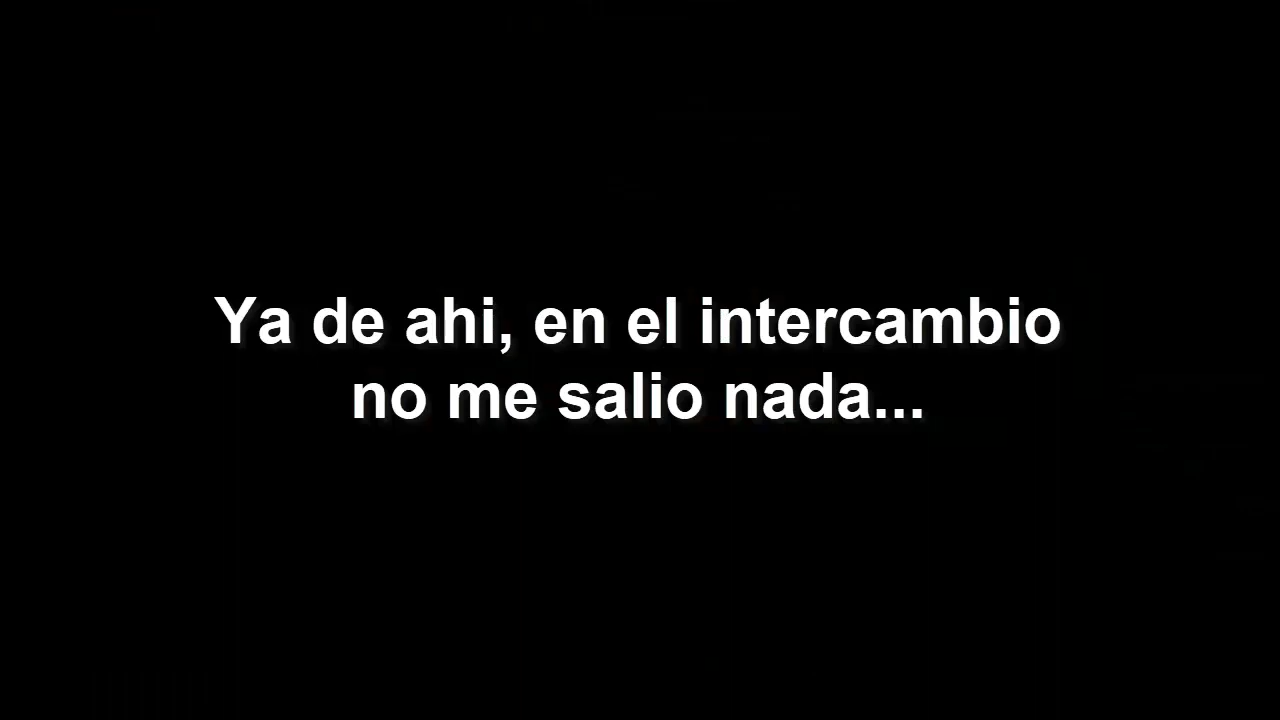 Ya de ahi, en el intercambio
no me salio nada...